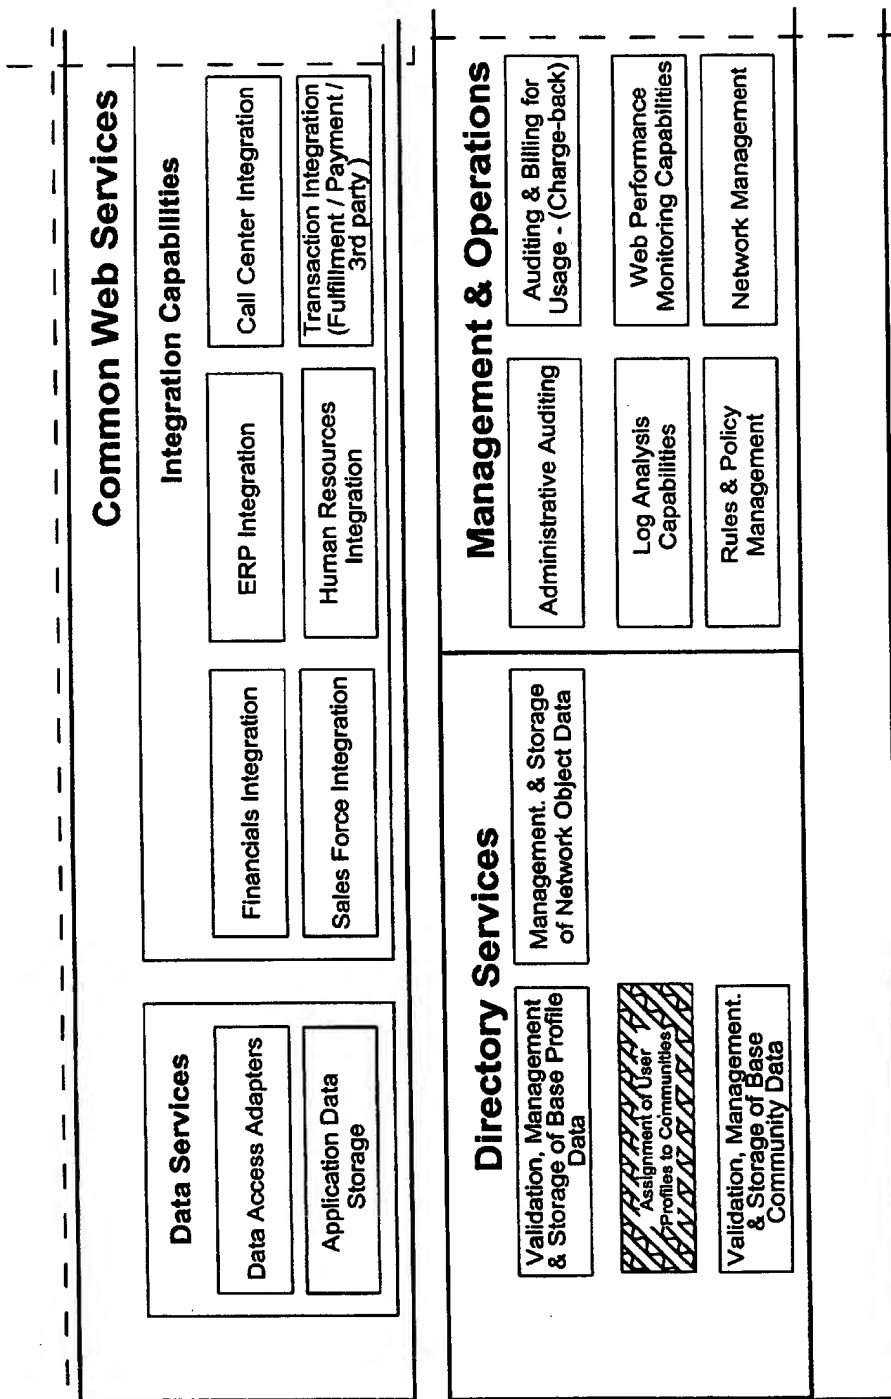 Common Web Services
Data Services
Data Access Adapters
Application Data
Storage
Integration Capabilities
Financials Integration
ERP Integration
Call Center Integration
Sales Force Integration
Human Resources
Integration
Transaction Integration
(Fulfillment / Payment /
3rd party )
Directory Services
Validation, Management
& Storage of Base Profile
Data
Management. & Storage
of Network Object Data
Assignment of User
Profiles to Communities
Validation, Management.
& Storage of Base
Community Data
Management & Operations
Administrative Auditing
Auditing & Billing for
Usage - (Charge-back)
Log Analysis
Capabilities
Web Performance
Monitoring Capabilities
Rules & Policy
Management
Network Management